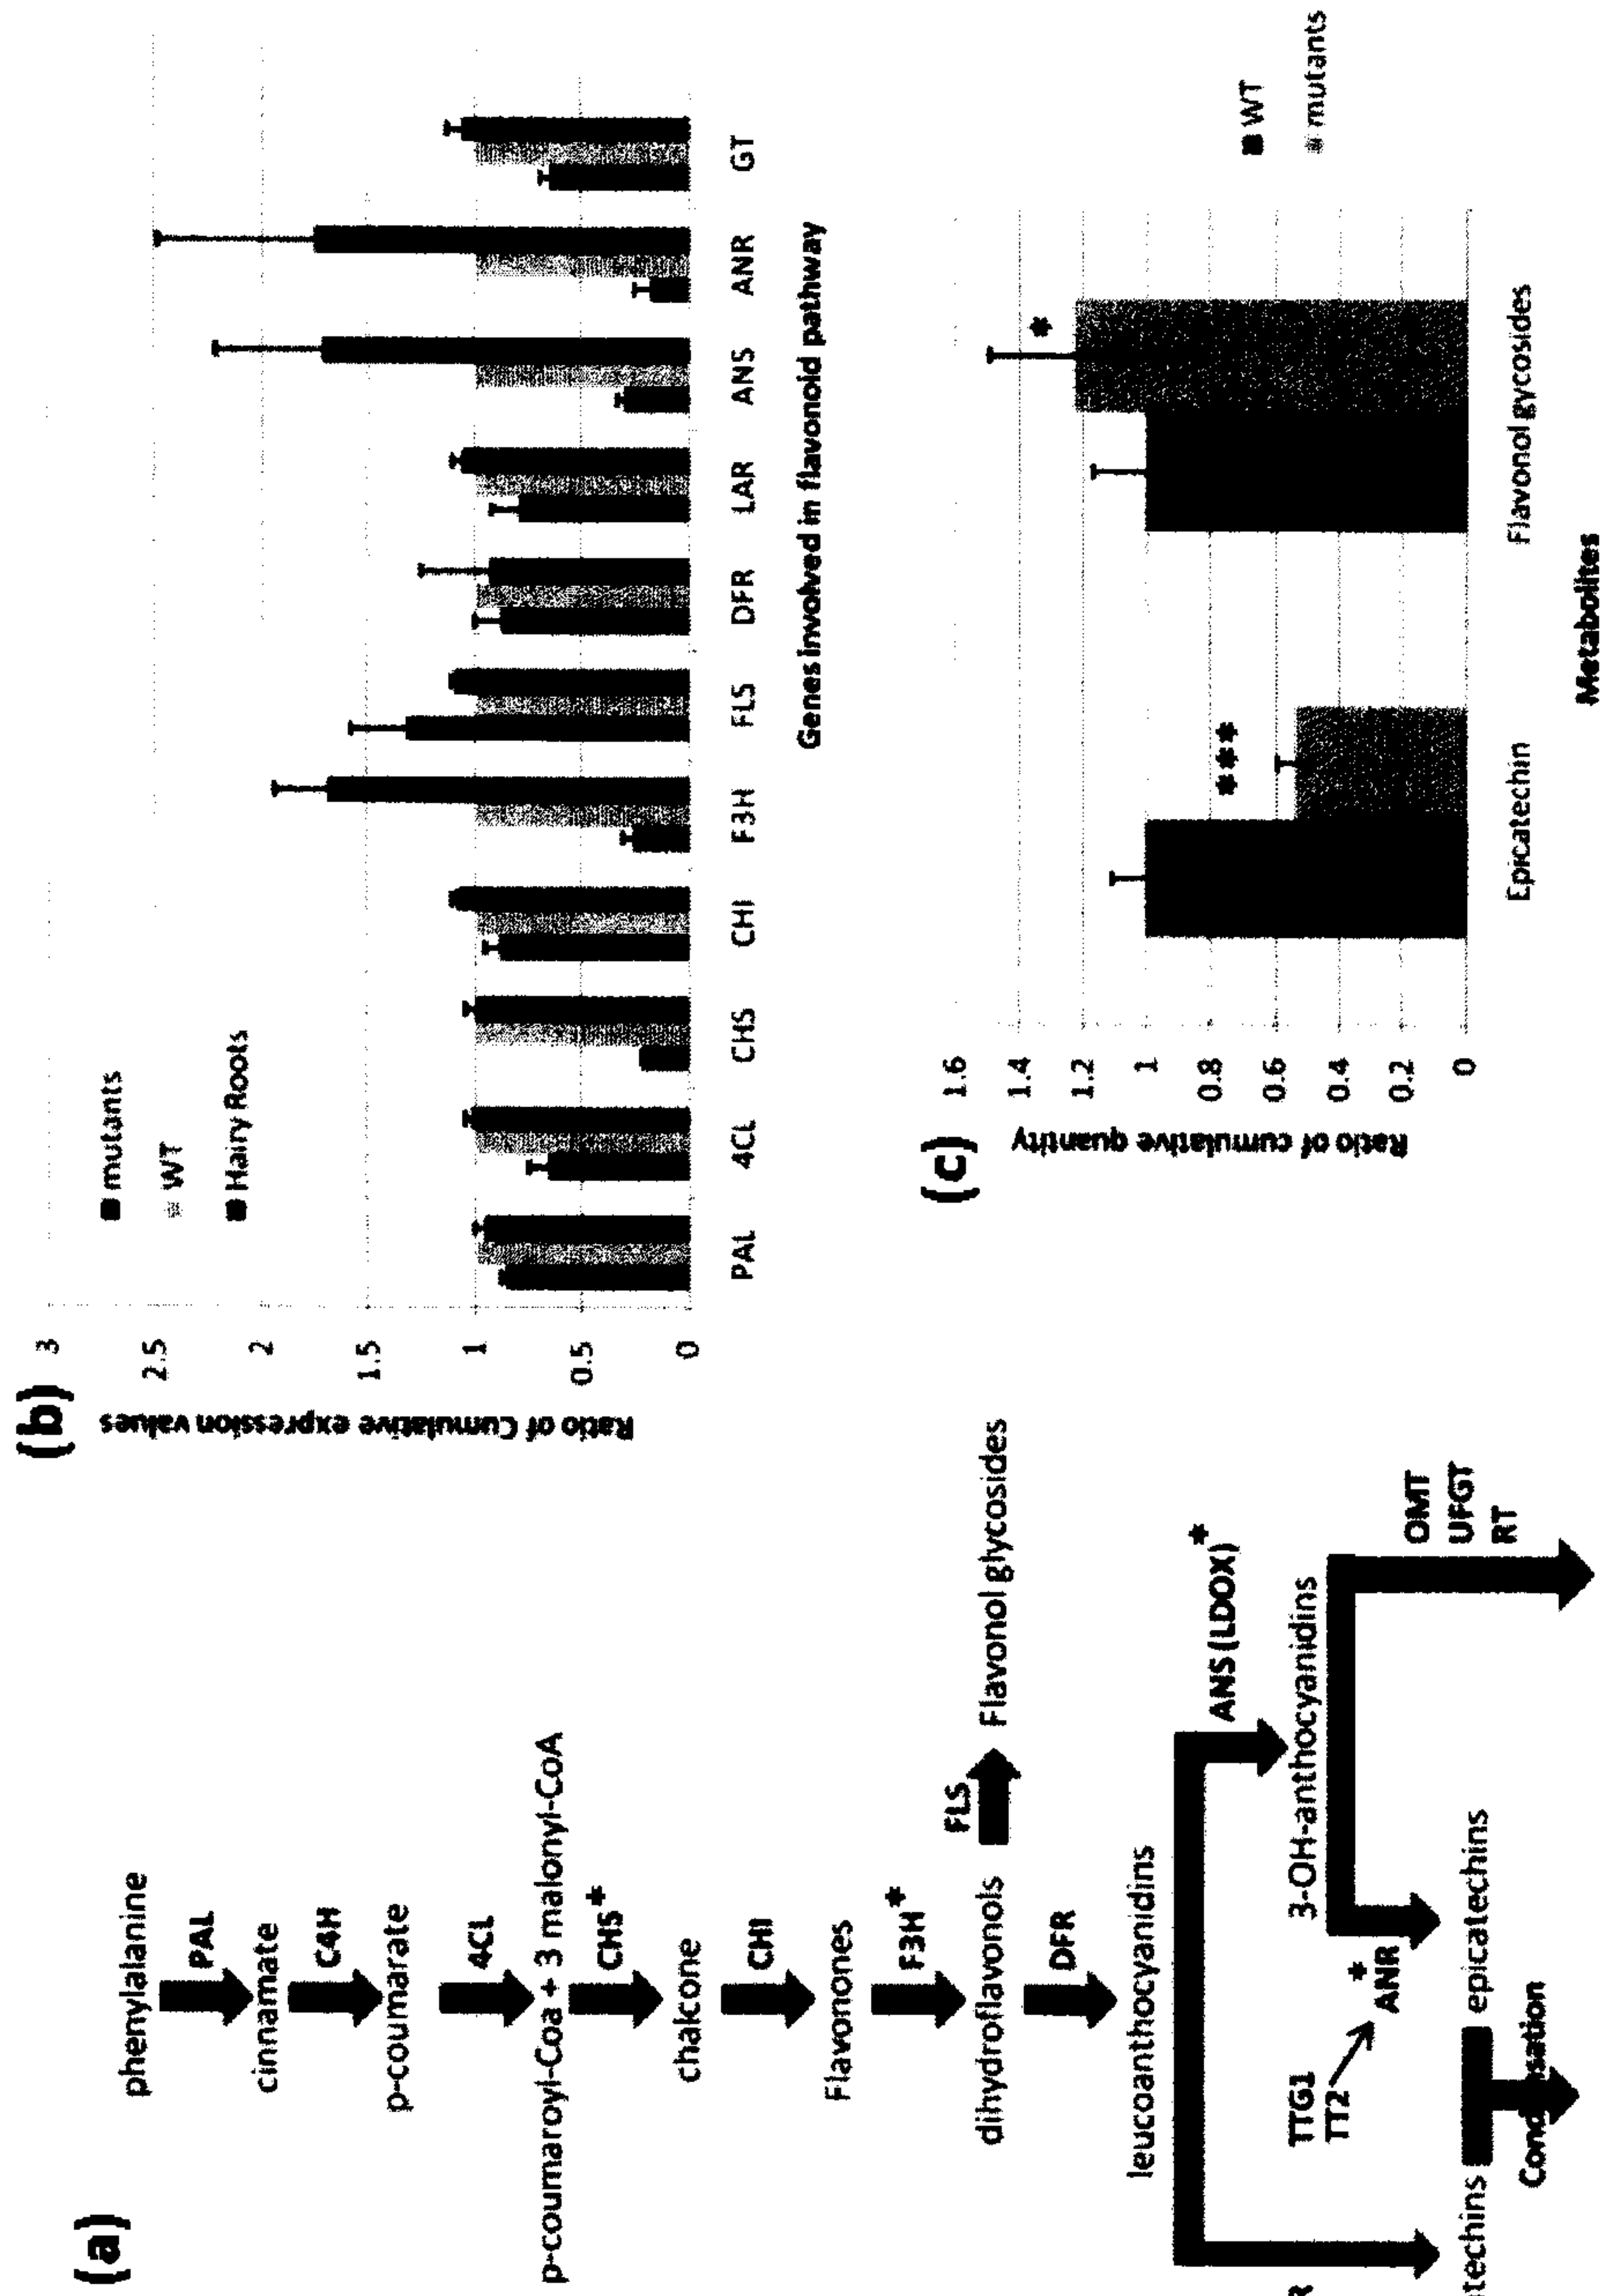 (a)
phenylalanine
PAL
cinnamate
C4H
p-coumarate
4CL
p-coumaroyl-Coa + 3 malonyl-CoA
CHS*
chalcone
CHI
Flavonones
F3H*
dihydroflavonols
FLS
Flavonol glycosides
DFR
leucoanthocyanidins
ANS (LDOX)*
3-OH-anthocyanidins
TTG1
TT2
*
ANR
OMT
UFGT
RT
R
techins
epicatechins
(b)
Ratio of Cumulative expression values
3
2.5
2
1.5
1
0.5
0
mutants
WT
Hairy Roots
PAL 4CL CHS CHI F3H FLS DFR LAR ANS ANR GT
Genes involved in flavonoid pathway
(c)
Ratio of cumulative quantity
1.6
1.4
1.2
1
0.8
0.6
0.4
0.2
0
***
*
WT
mutants
Epicatechin Flavonol gycosides
Metabolites